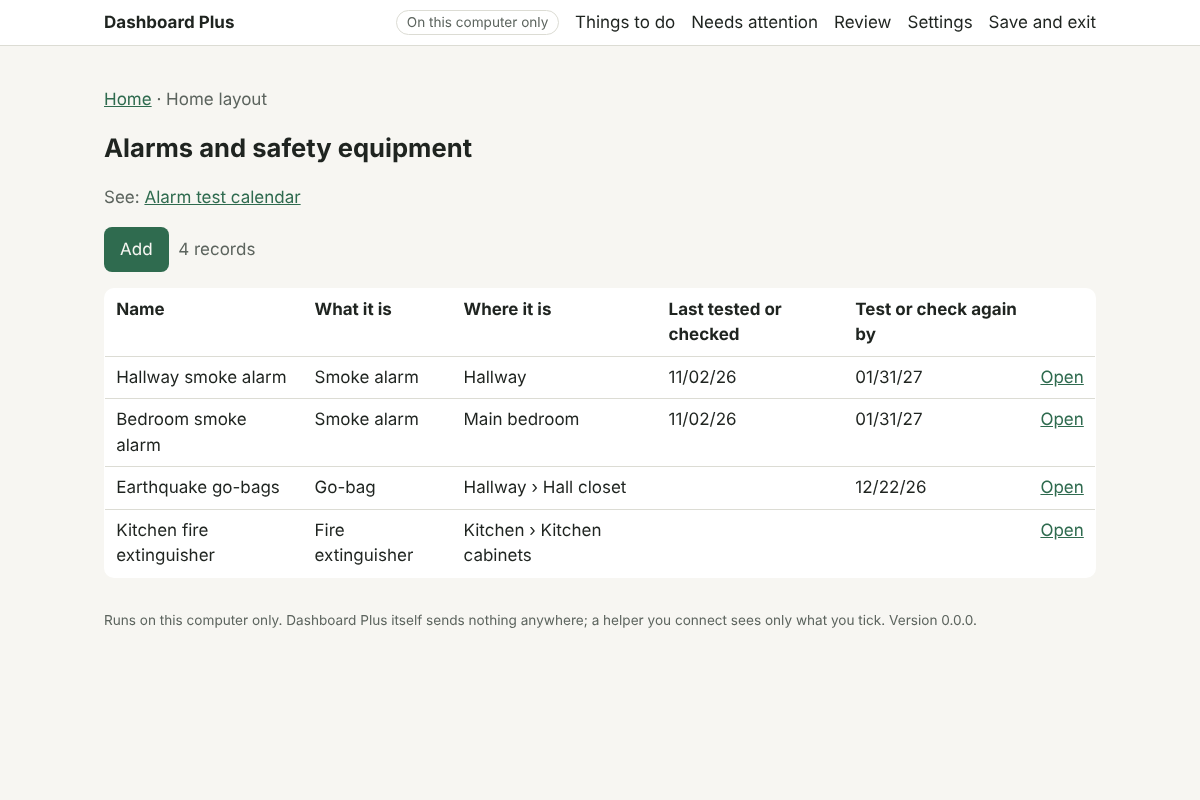 Dashboard Plus
On this computer only
Things to do
Needs attention
Review
Settings
Save and exit
Home · Home layout
Alarms and safety equipment
See: Alarm test calendar
Add
4 records
Name
What it is
Where it is
Last tested or
checked
Test or check again
by
Hallway smoke alarm
Smoke alarm
Hallway
11/02/26
01/31/27
Open
Bedroom smoke
alarm
Smoke alarm
Main bedroom
11/02/26
01/31/27
Open
Earthquake go-bags
Go-bag
Hallway › Hall closet
12/22/26
Open
Kitchen fire
extinguisher
Fire
extinguisher
Kitchen › Kitchen
cabinets
Open
Runs on this computer only. Dashboard Plus itself sends nothing anywhere; a helper you connect sees only what you tick. Version 0.0.0.